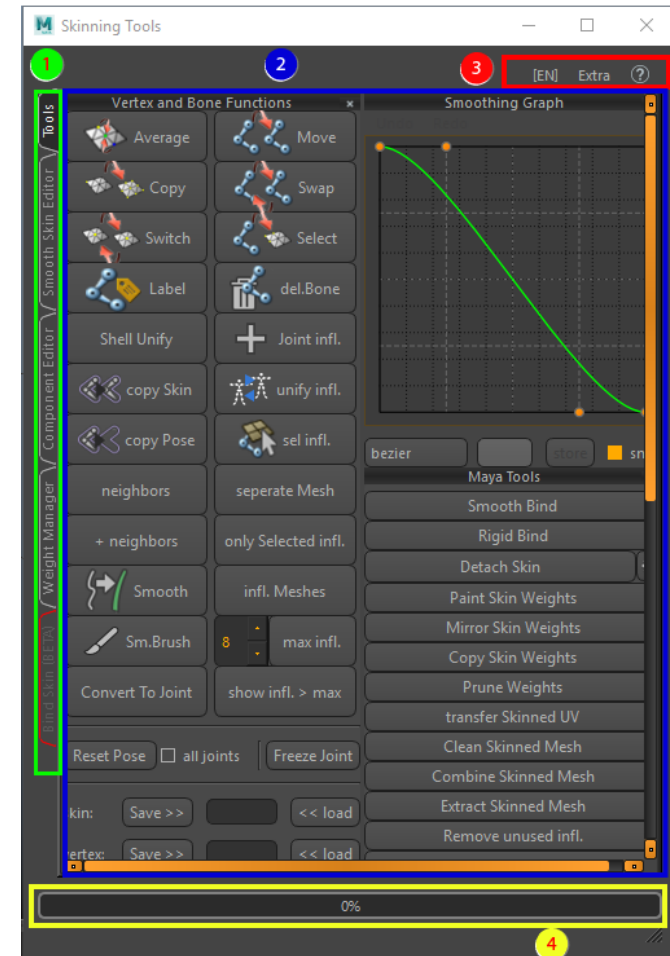 Skinning Tools
1
2
3
[EN] Extra ?
Tools
Smooth Skin Editor
Component Editor
Weight Manager
Bind Skin (BETA)
Vertex and Bone Functions ×
Average
Move
Copy
Swap
Switch
Select
Label
del.Bone
Shell Unify
Joint infl.
copy Skin
unify infl.
copy Pose
sel infl.
neighbors
seperate Mesh
+ neighbors
only Selected infl.
Smooth
infl. Meshes
Sm.Brush
8
max infl.
Convert To Joint
show infl. > max
Reset Pose
all joints
Freeze Joint
kin:
Save >>
<< load
vertex:
Save >>
<< load
Smoothing Graph
bezier
store
sn
Maya Tools
Smooth Bind
Rigid Bind
Detach Skin
Paint Skin Weights
Mirror Skin Weights
Copy Skin Weights
Prune Weights
transfer Skinned UV
Clean Skinned Mesh
Combine Skinned Mesh
Extract Skinned Mesh
Remove unused infl.
0%
4